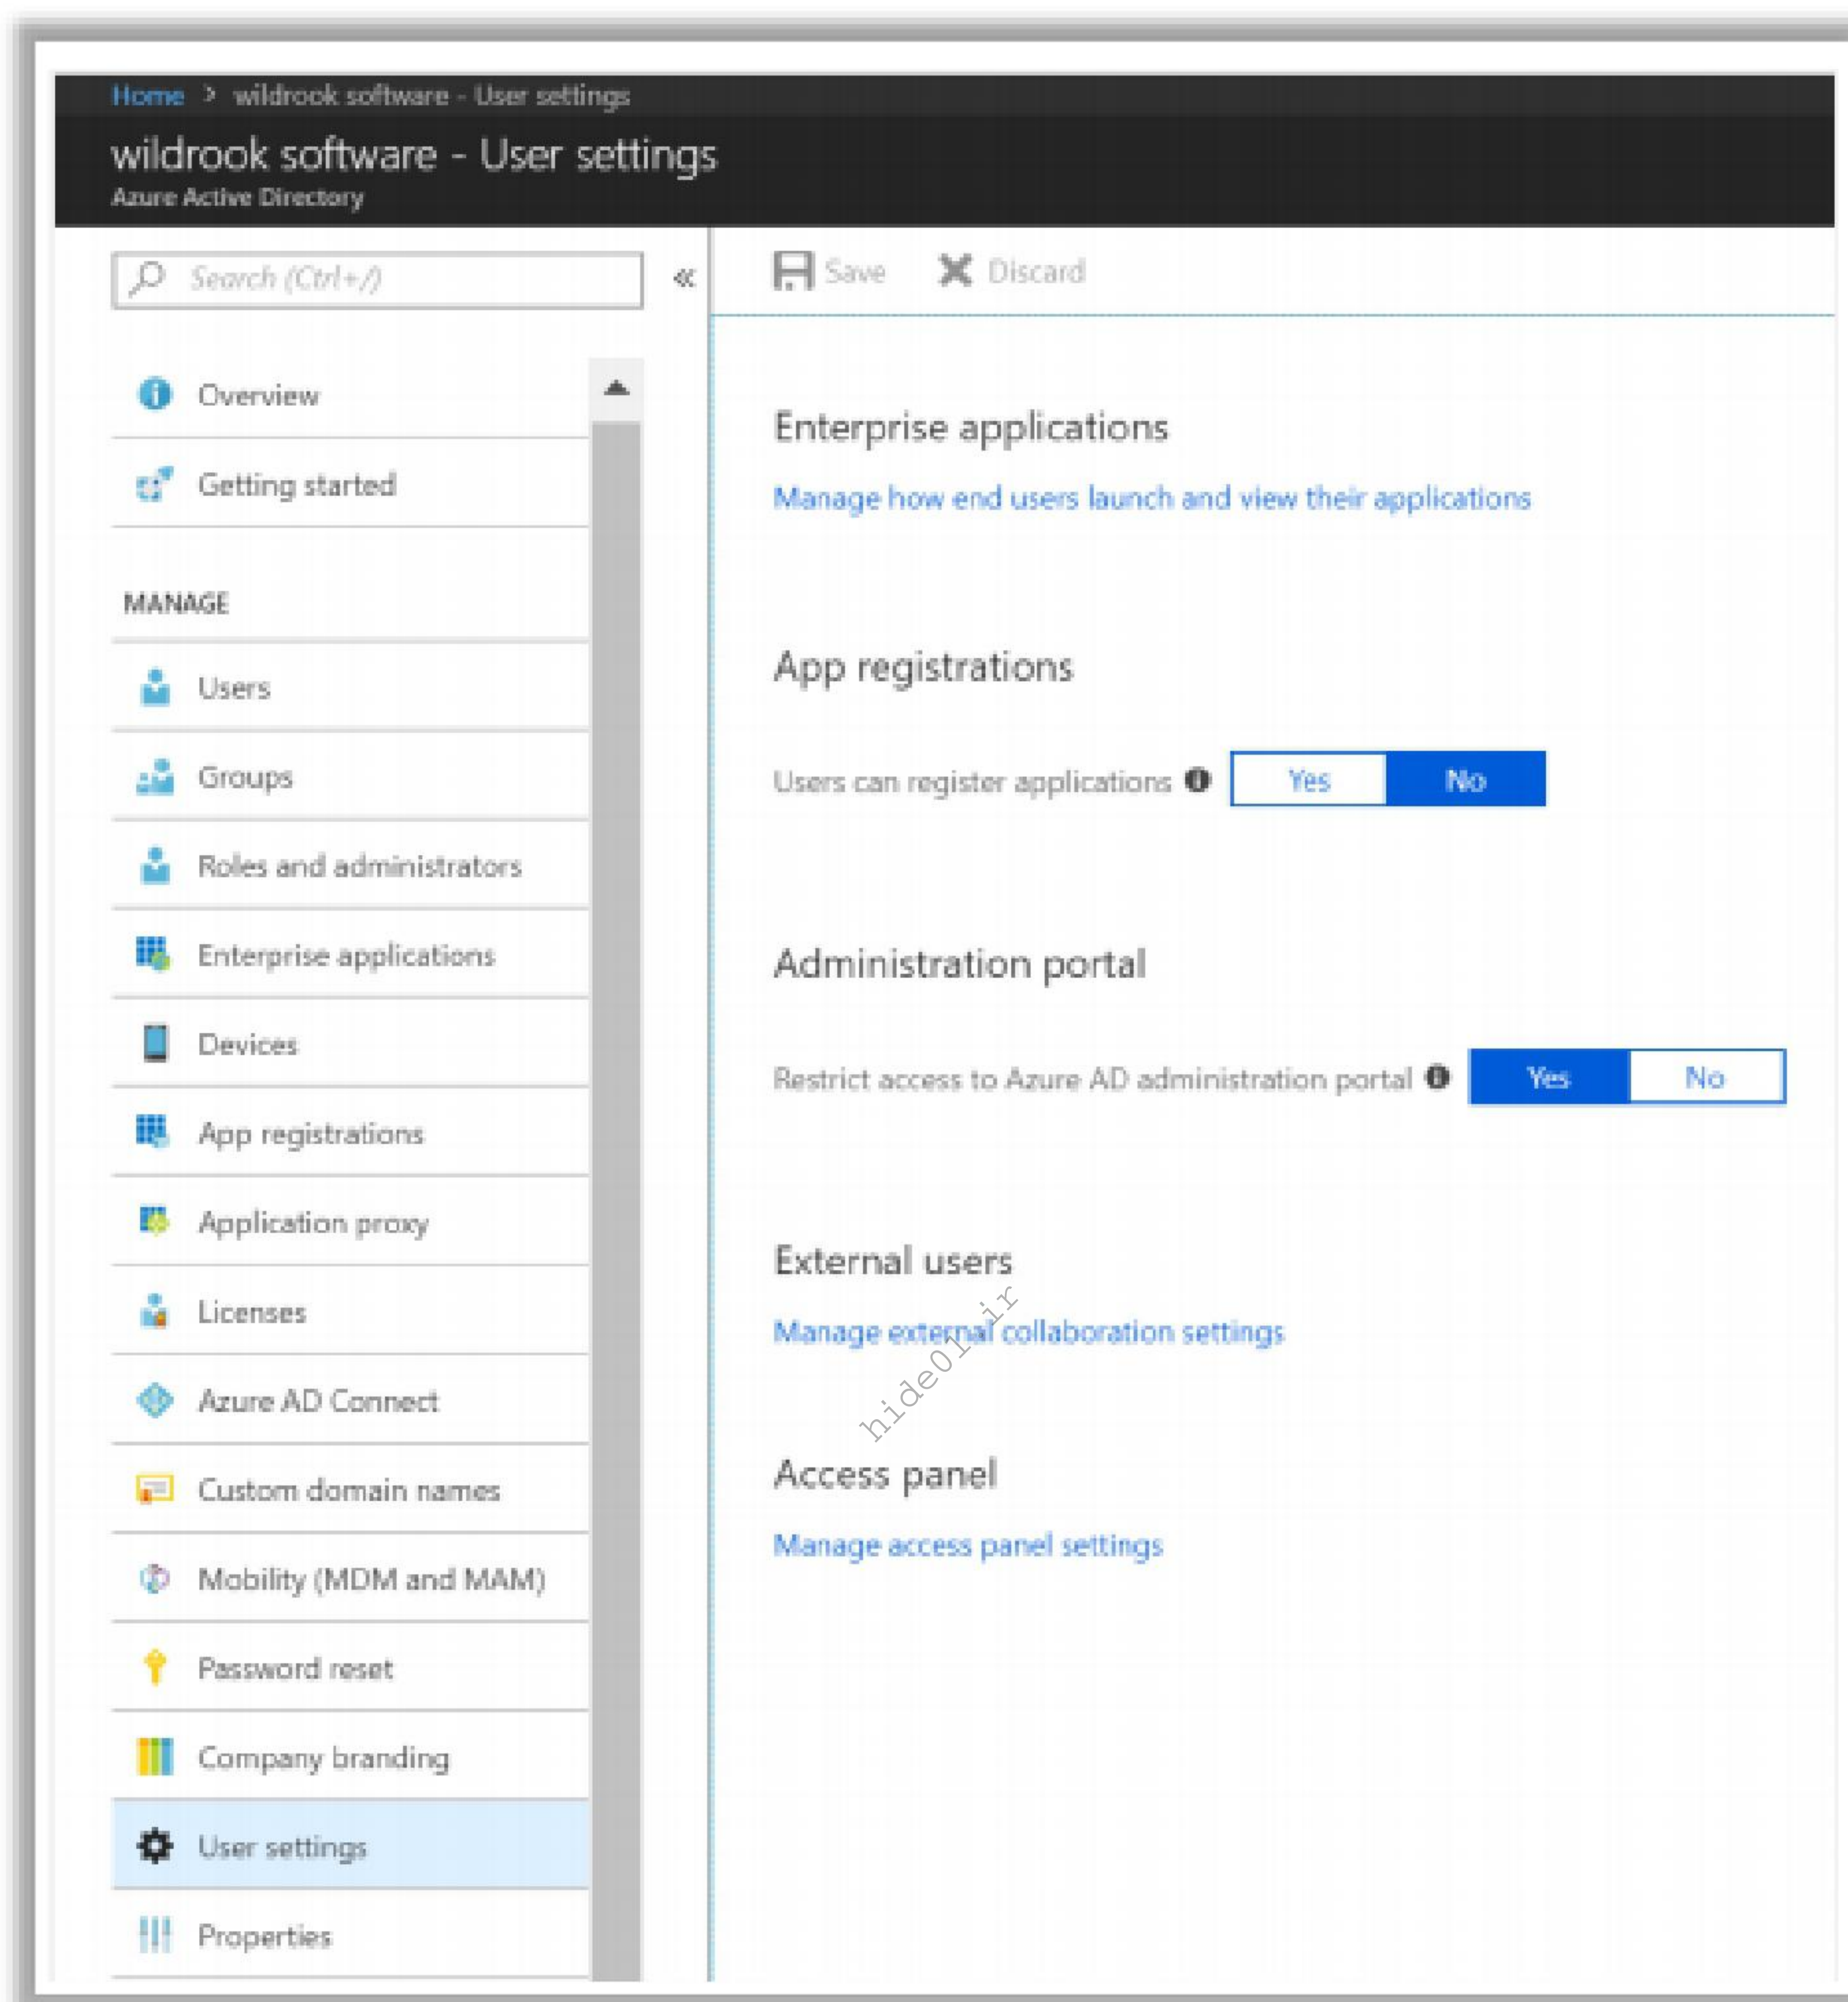 Home > wildrook software - User settings
wildrook software - User settings
Azure Active Directory
Search (Ctrl+/)
«
Overview
Getting started
MANAGE
Users
Groups
Roles and administrators
Enterprise applications
Devices
App registrations
Application proxy
Licenses
Azure AD Connect
Custom domain names
Mobility (MDM and MAM)
Password reset
Company branding
User settings
Properties
Save Discard
Enterprise applications
Manage how end users launch and view their applications
App registrations
Users can register applications Yes No
Administration portal
Restrict access to Azure AD administration portal Yes No
External users
Manage external collaboration settings
hide01.ir
Access panel
Manage access panel settings